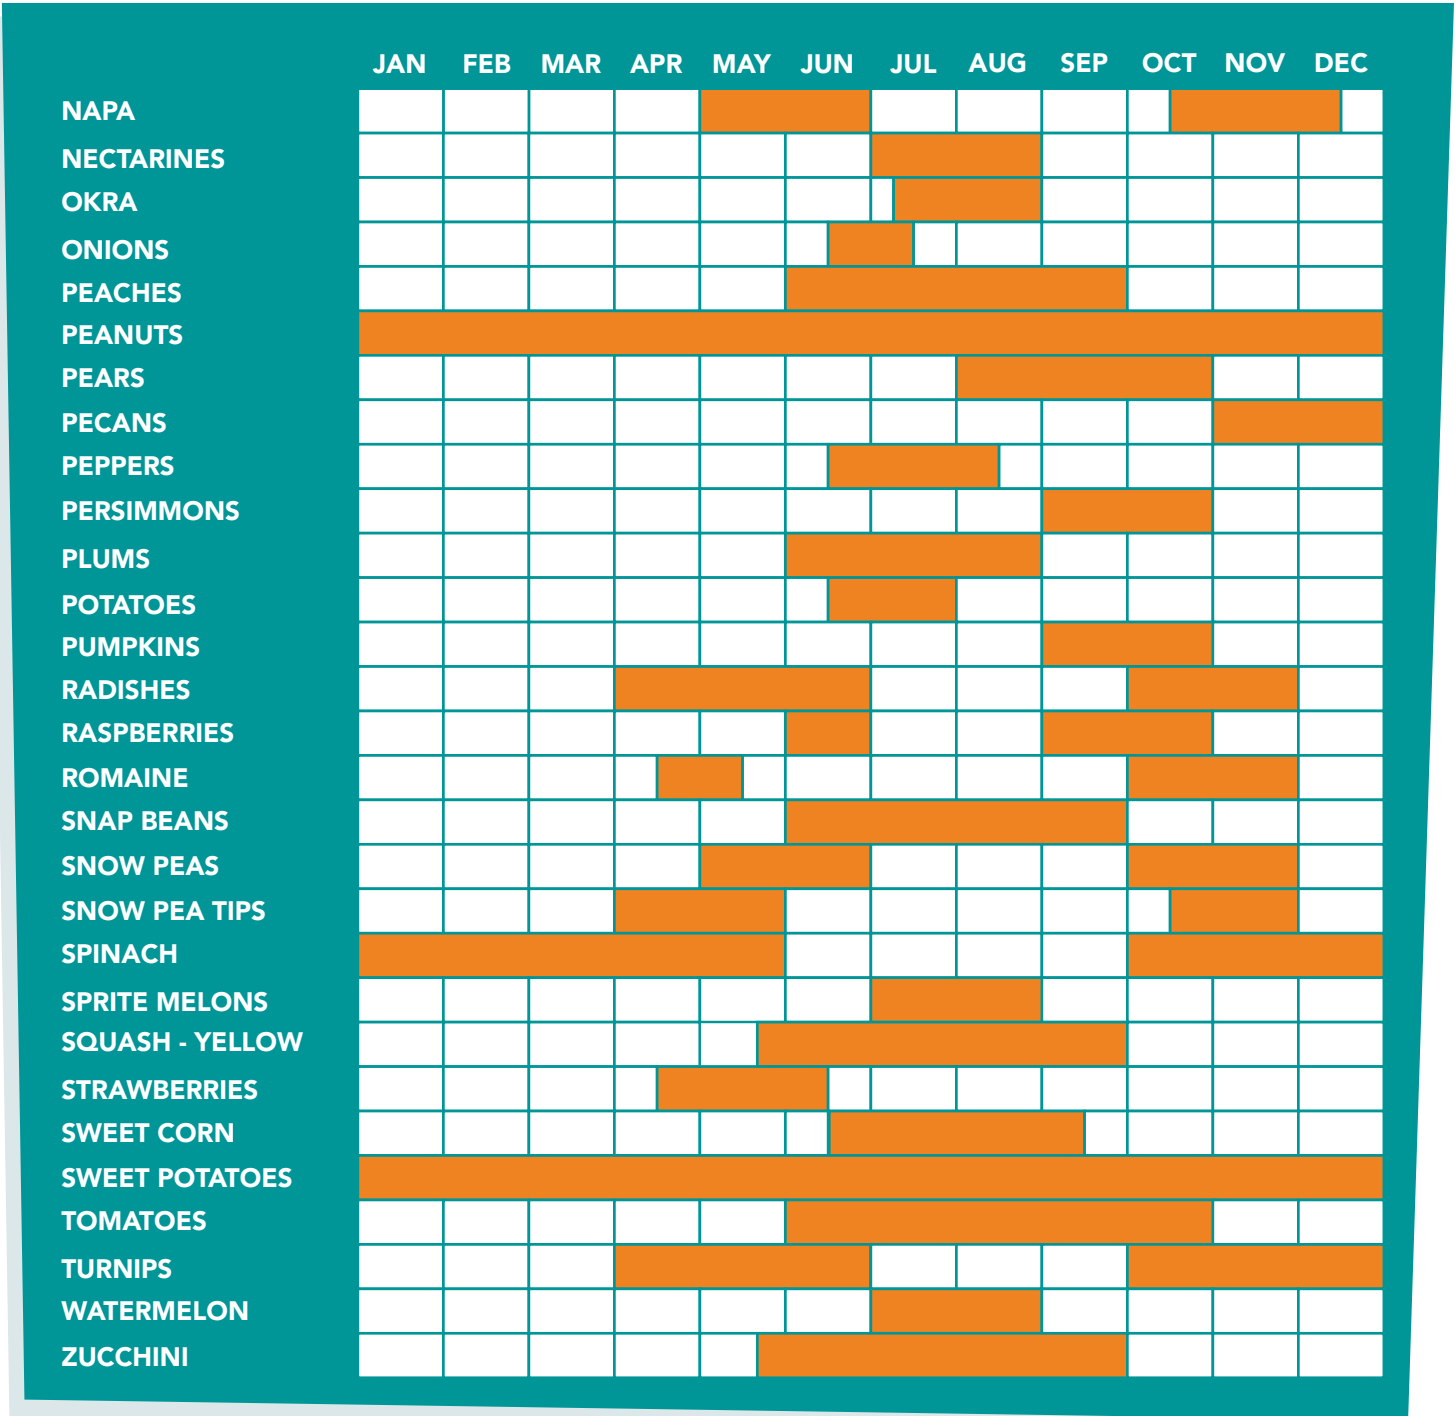 JAN FEB MAR APR MAY JUN JUL AUG SEP OCT NOV DEC
NAPA
NECTARINES
OKRA
ONIONS
PEACHES
PEANUTS
PEARS
PECANS
PEPPERS
PERSIMMONS
PLUMS
POTATOES
PUMPKINS
RADISHES
RASPBERRIES
ROMAINE
SNAP BEANS
SNOW PEAS
SNOW PEA TIPS
SPINACH
SPRITE MELONS
SQUASH - YELLOW
STRAWBERRIES
SWEET CORN
SWEET POTATOES
TOMATOES
TURNIPS
WATERMELON
ZUCCHINI